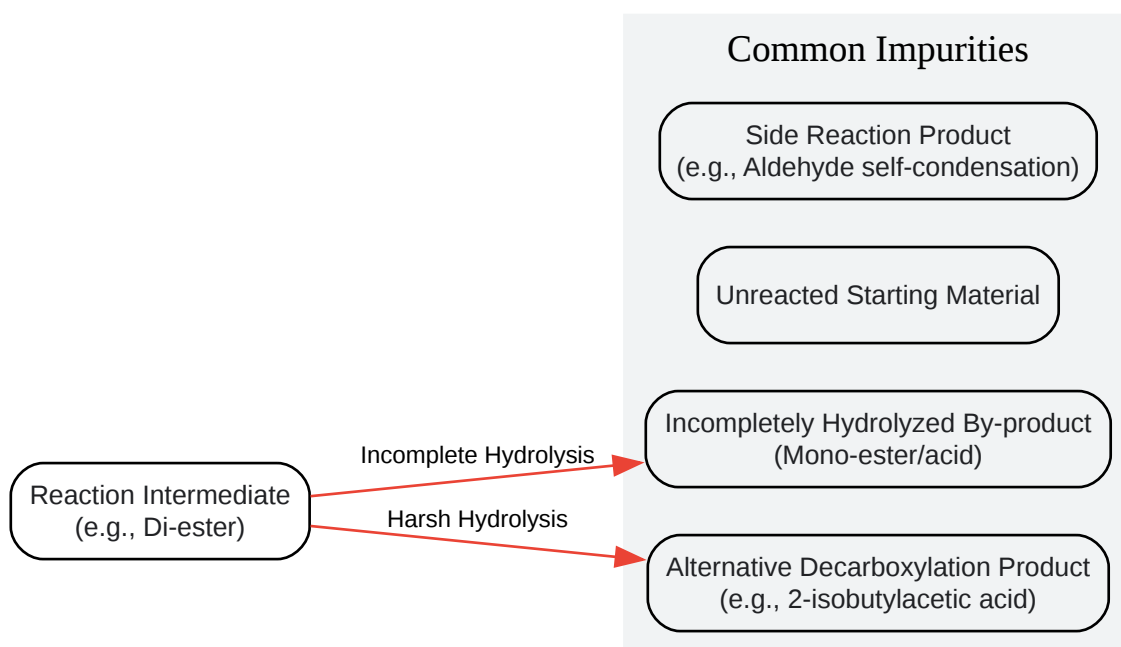 Common Impurities
Side Reaction Product
(e.g., Aldehyde self-condensation)
Unreacted Starting Material
Incompletely Hydrolyzed By-product
(Mono-ester/acid)
Incomplete Hydrolysis
Reaction Intermediate
(e.g., Di-ester)
Harsh Hydrolysis
Alternative Decarboxylation Product
(e.g., 2-isobutylacetic acid)